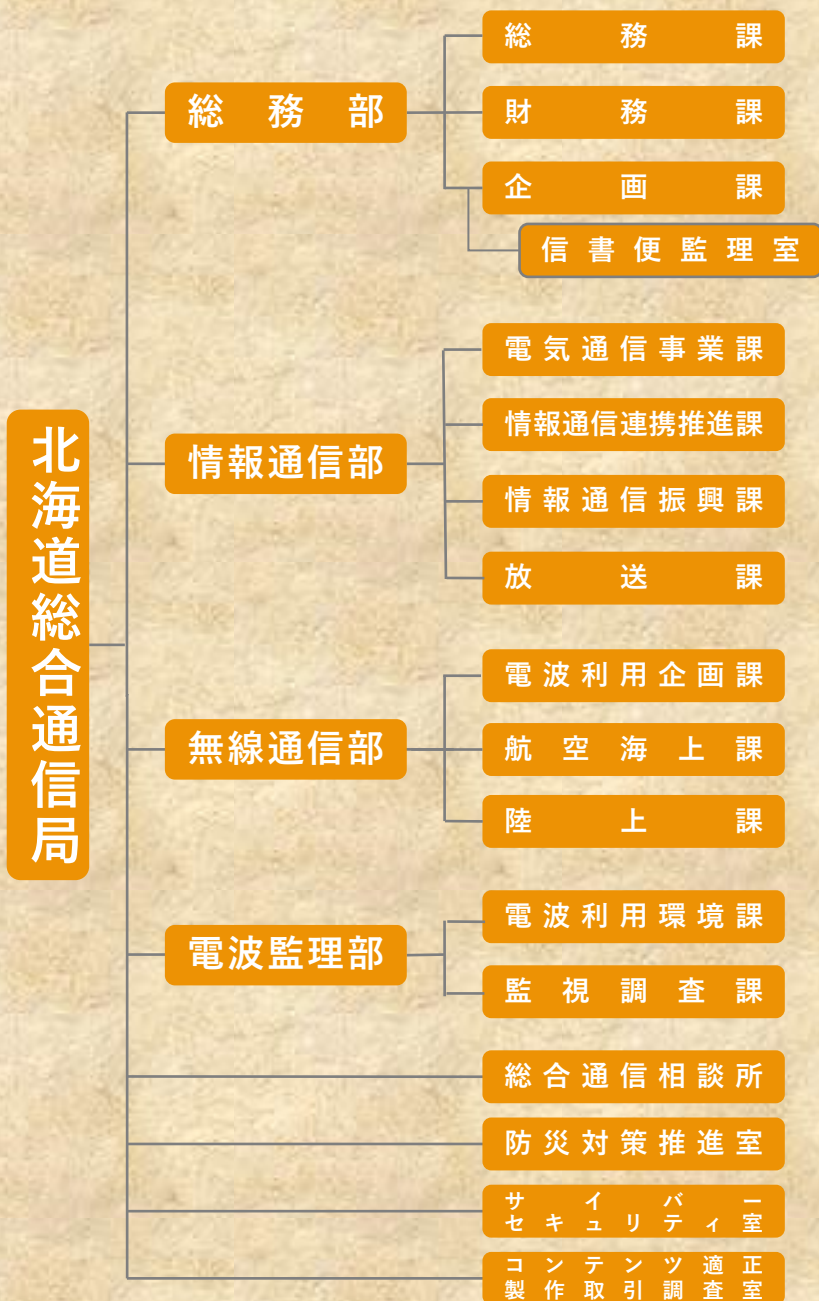 北海道総合通信局
総務部
総務課
財務課
企画課
信書便監理室
情報通信部
電気通信事業課
情報通信連携推進課
情報通信振興課
放送課
無線通信部
電波利用企画課
航空海上課
陸上課
電波監理部
電波利用環境課
監視調査課
総合通信相談所
防災対策推進室
サイバー
セキュリティ室
コンテンツ適正
製作取引調査室